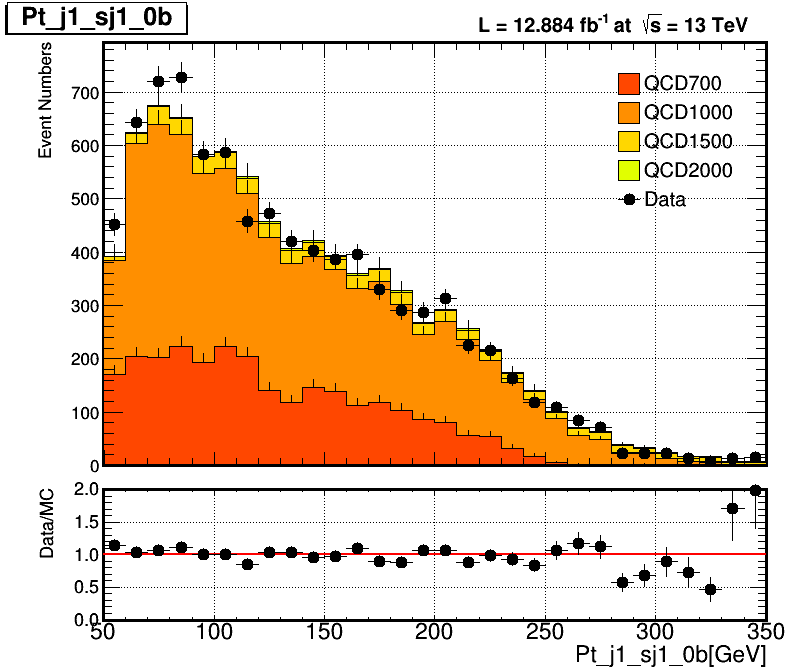 Pt_j1_sj1_0b
L = 12.884 fb⁻¹ at √s = 13 TeV
Event Numbers
700
600
500
400
300
200
100
0
QCD700
QCD1000
QCD1500
QCD2000
Data
Data/MC
2.0
1.5
1.0
0.5
0.0
50 100 150 200 250 300 350
Pt_j1_sj1_0b[GeV]